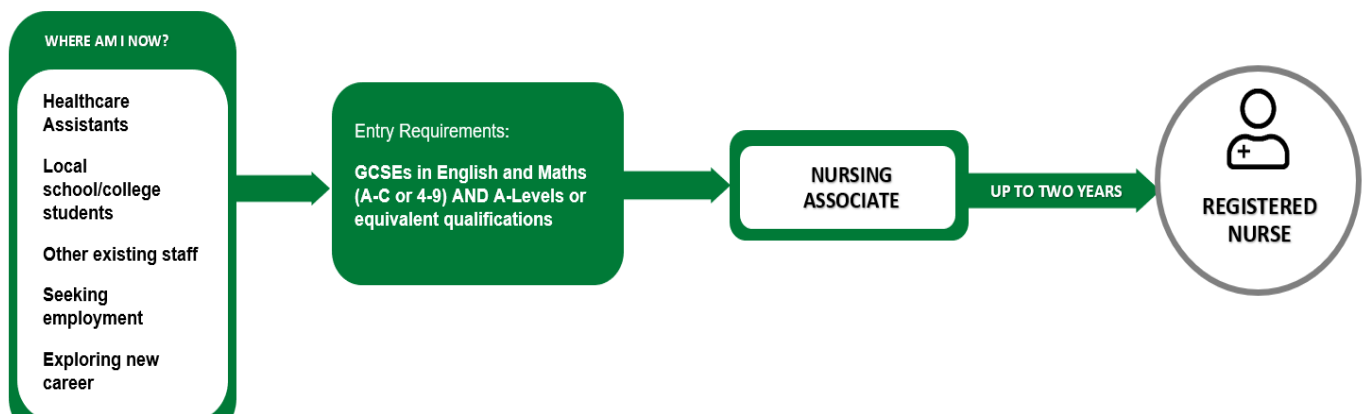 WHERE AM I NOW?
Healthcare
Assistants
Local
school/college
students
Other existing staff
Seeking
employment
Exploring new
career
Entry Requirements:
GCSEs in English and Maths
(A-C or 4-9) AND A-Levels or
equivalent qualifications
NURSING
ASSOCIATE
UP TO TWO YEARS
REGISTERED
NURSE